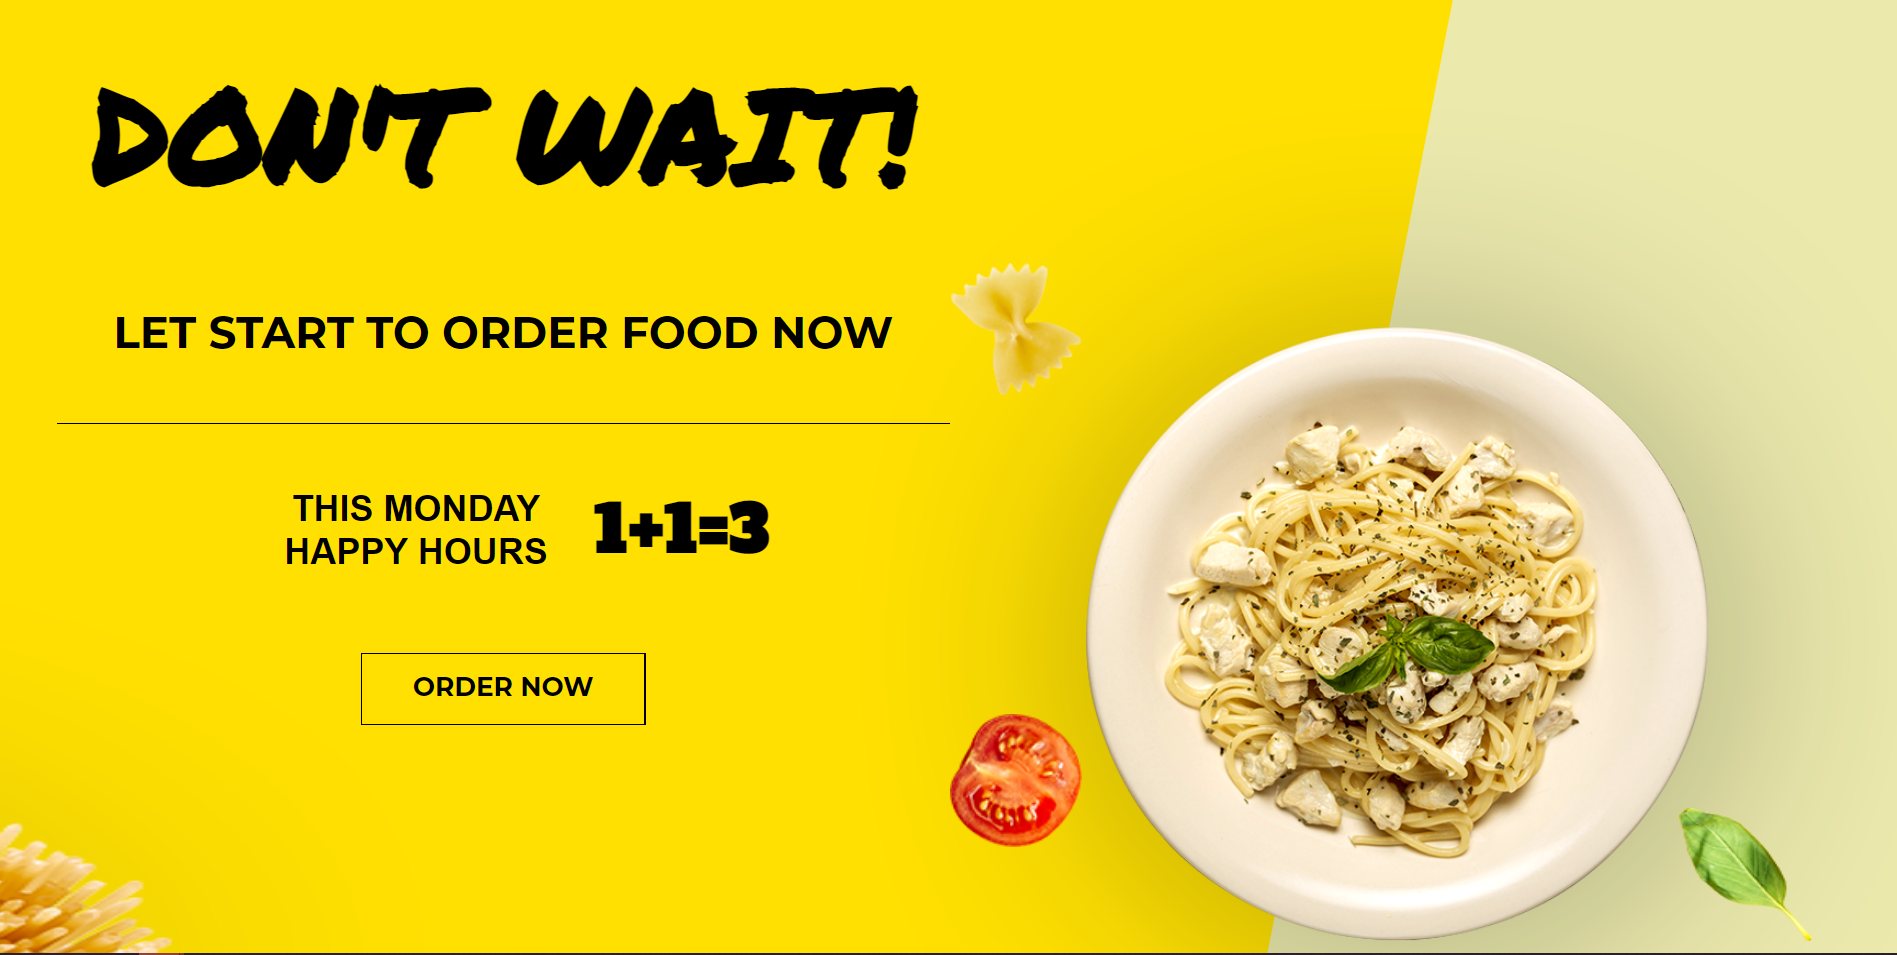 DON'T WAIT!
LET START TO ORDER FOOD NOW
THIS MONDAY
HAPPY HOURS
1+1=3
ORDER NOW